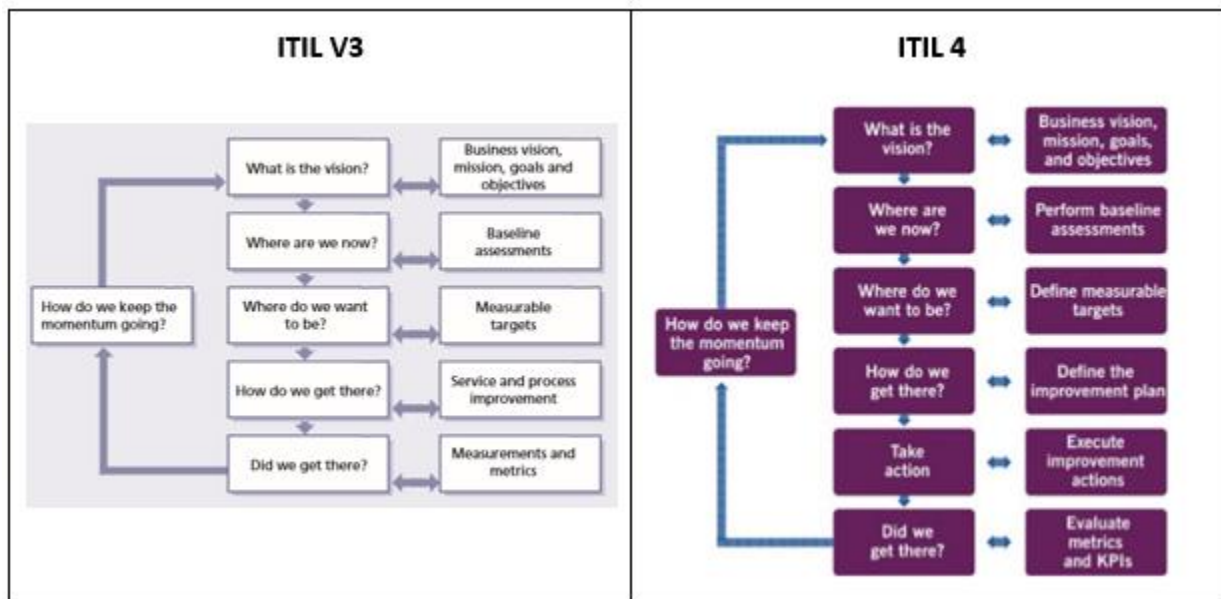 ITIL V3
What is the vision?
Business vision,
mission, goals and
objectives
Where are we now?
Baseline
assessments
How do we keep the
momentum going?
Where do we want
to be?
Measurable
targets
How do we get there?
Service and process
improvement
Did we get there?
Measurements and
metrics
ITIL 4
What is the
vision?
Business vision,
mission, goals,
and objectives
Where are
we now?
Perform baseline
assessments
Where do we
want to be?
Define measurable
targets
How do we keep
the momentum
going?
How do we
get there?
Define the
improvement plan
Take
action
Execute
improvement
actions
Did we
get there?
Evaluate
metrics
and KPIs